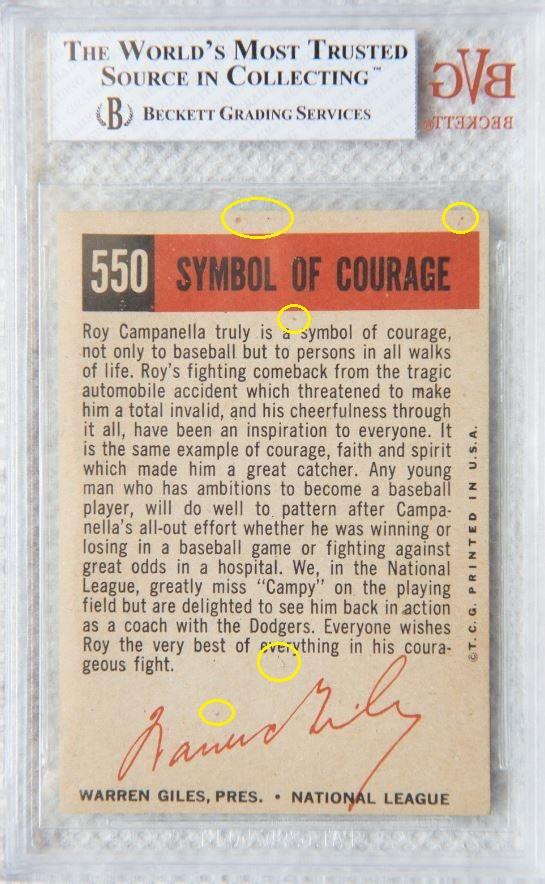 THE WORLD'S MOST TRUSTED
SOURCE IN COLLECTING™
B BECKETT GRADING SERVICES
BVG
BECKETT®
550 SYMBOL OF COURAGE
Roy Campanella truly is a symbol of courage,
not only to baseball but to persons in all walks
of life. Roy's fighting comeback from the tragic
automobile accident which threatened to make
him a total invalid, and his cheerfulness through
it all, have been an inspiration to everyone. It
is the same example of courage, faith and spirit
which made him a great catcher. Any young
man who has ambitions to become a baseball
player, will do well to pattern after Campa-
nella's all-out effort whether he was winning or
losing in a baseball game or fighting against
great odds in a hospital. We, in the National
League, greatly miss "Campy" on the playing
field but are delighted to see him back in action
as a coach with the Dodgers. Everyone wishes
Roy the very best of everything in his coura-
geous fight.
©T.C.G. PRINTED IN U.S.A.
Warren Giles
WARREN GILES, PRES. • NATIONAL LEAGUE